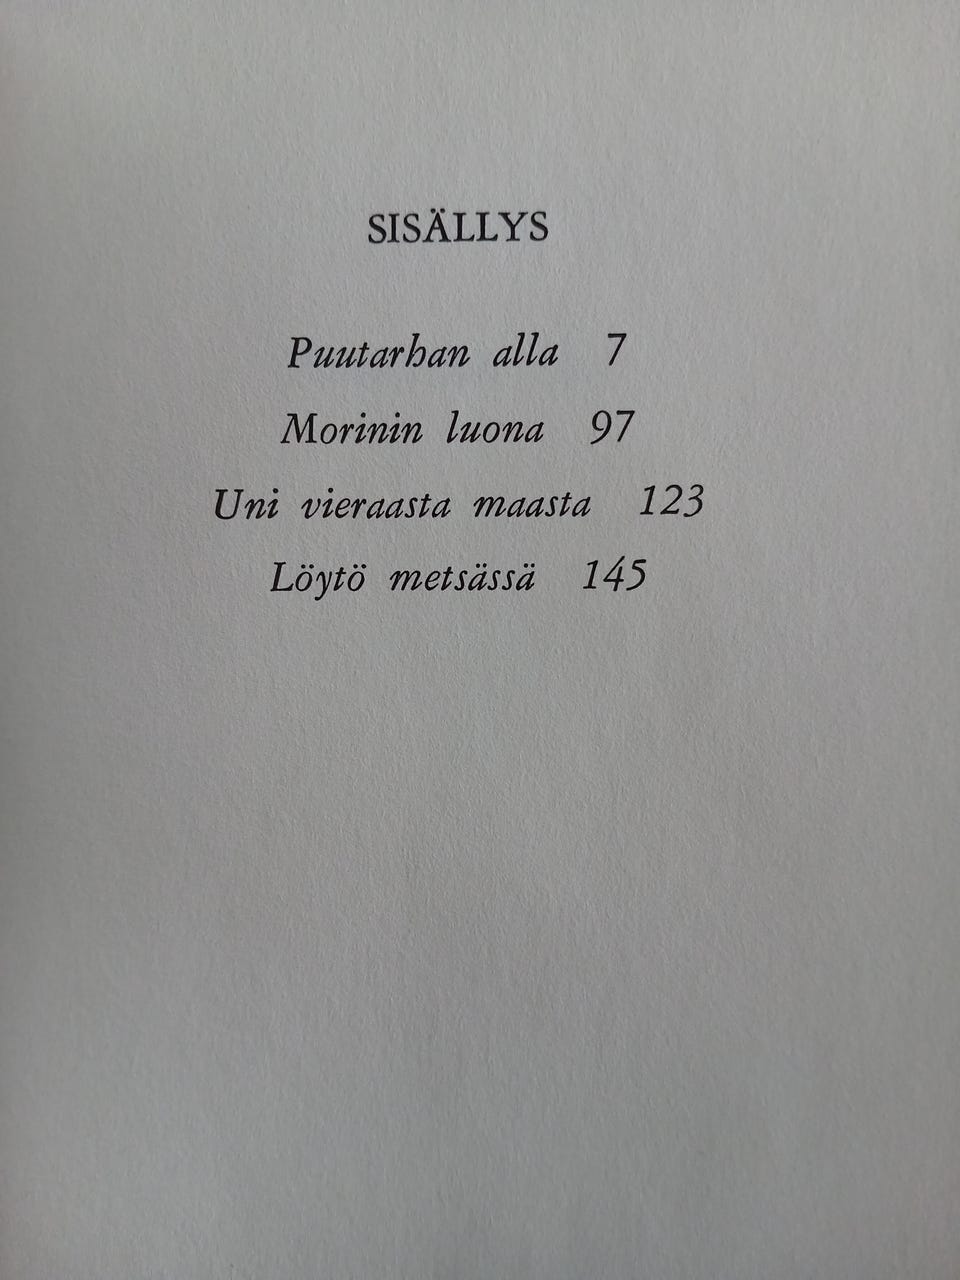 SISÄLLYS
Puutarhan alla 7
Morinin luona 97
Uni vieraasta maasta 123
Löytö metsässä 145